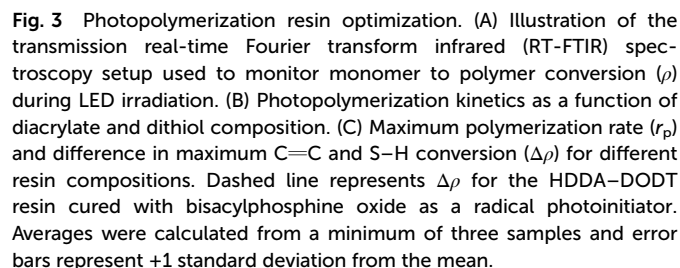 Fig. 3 Photopolymerization resin optimization. (A) Illustration of the
transmission real-time Fourier transform infrared (RT-FTIR) spec-
troscopy setup used to monitor monomer to polymer conversion (ρ)
during LED irradiation. (B) Photopolymerization kinetics as a function of
diacrylate and dithiol composition. (C) Maximum polymerization rate (rₚ)
and difference in maximum C=C and S–H conversion (Δρ) for different
resin compositions. Dashed line represents Δρ for the HDDA–DODT
resin cured with bisacylphosphine oxide as a radical photoinitiator.
Averages were calculated from a minimum of three samples and error
bars represent +1 standard deviation from the mean.